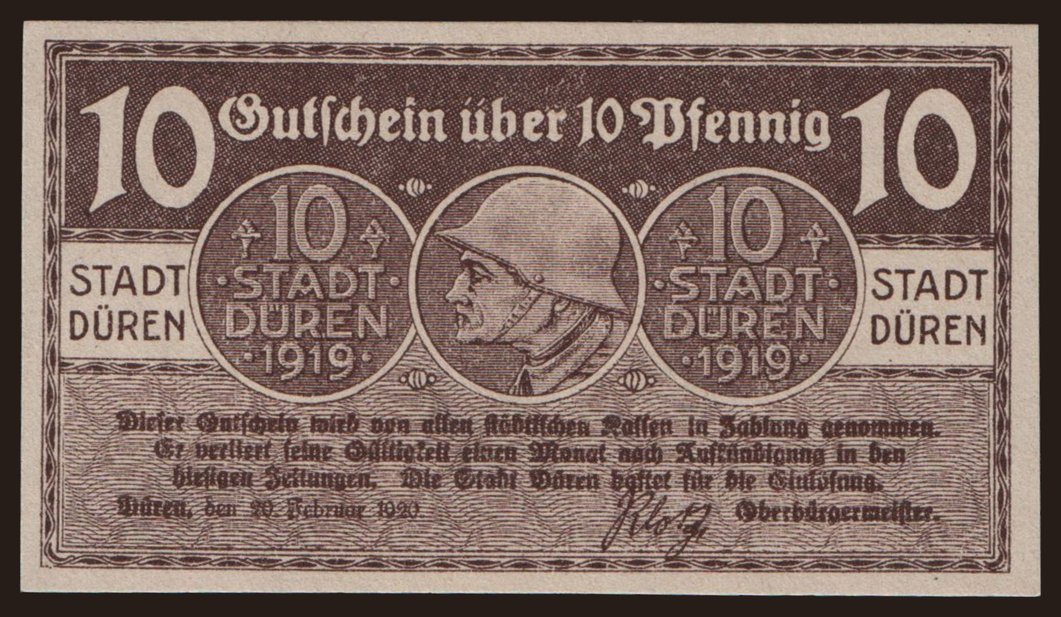 10 Gutschein über 10 Pfennig 10
10
STADT
DÜREN
1919
10
STADT
DÜREN
1919
STADT
DÜREN
STADT
DÜREN
Dieser Gutschein wird von allen städtischen Kassen in Zahlung genommen.
Er verliert seine Gültigkeit einen Monat nach Aufkündigung in den
hiesigen Zeitungen. Die Stadt Düren haftet für die Einlösung.
Düren, den 20. Februar 1920
Klotz
Oberbürgermeister.